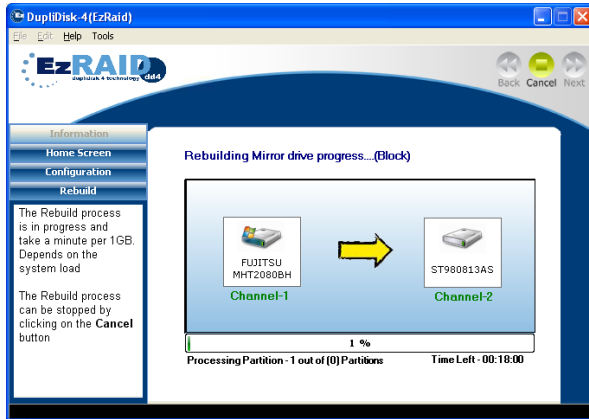 DupliDisk-4(EzRaid)
File Edit Help Tools
EzRAID
duplidisk 4 technology dd4
Back Cancel Next
Information
Home Screen
Configuration
Rebuild
The Rebuild process
is in progress and
take a minute per 1GB.
Depends on the
system load
The Rebuild process
can be stopped by
clicking on the Cancel
button
Rebuilding Mirror drive progress....(Block)
FUJITSU
MHT2080BH
Channel-1
ST980813AS
Channel-2
1 %
Processing Partition - 1 out of (0) Partitions
Time Left - 00:18:00